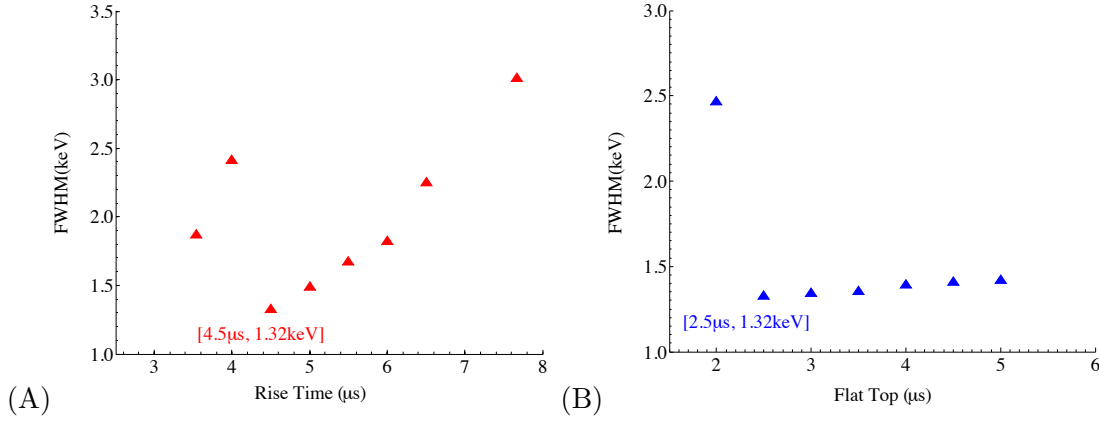 3.5
3.0
2.5
2.0
1.5
1.0
FWHM(keV)
[4.5μs, 1.32keV]
3 4 5 6 7 8
Rise Time (μs)
(A)
3.0
2.5
2.0
1.5
1.0
FWHM(keV)
[2.5μs, 1.32keV]
2 3 4 5 6
Flat Top (μs)
(B)